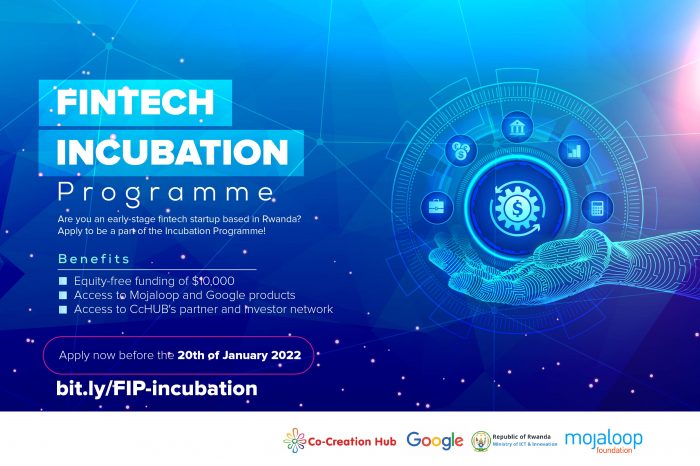 FINTECH
INCUBATION
Programme
Are you an early-stage fintech startup based in Rwanda?
Apply to be a part of the Incubation Programme!
Benefits
Equity-free funding of $10,000
Access to Mojaloop and Google products
Access to CcHUB's partner and investor network
Apply now before the 20th of January 2022
bit.ly/FIP-incubation
Co-Creation Hub
Google
Republic of Rwanda
Ministry of ICT & Innovation
mojaloop
foundation